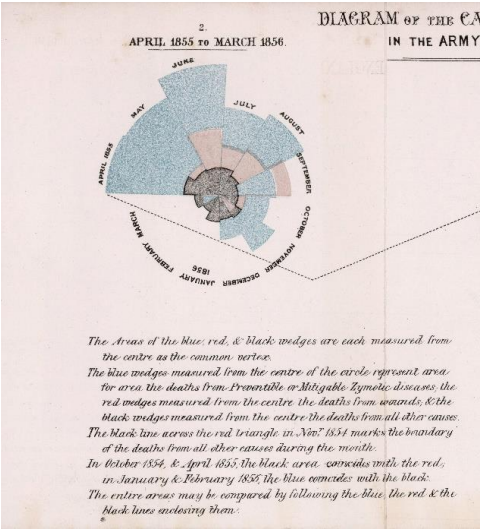 2.
APRIL 1855 TO MARCH 1856.
DIAGRAM OF THE CA
IN THE ARMY
APRIL 1855
MAY
JUNE
JULY
AUGUST
SEPTEMBER
OCTOBER
NOVEMBER
DECEMBER
JANUARY
1856
FEBRUARY
MARCH
The Areas of the blue, red, & black wedges are each measured from
the centre as the common vertex.
The blue wedges measured from the centre of the circle represent area
for area the deaths from Preventible or Mitigable Zymotic diseases; the
red wedges measured from the centre the deaths from wounds; & the
black wedges measured from the centre the deaths from all other causes.
The black line across the red triangle in Novr. 1854 marks the boundary
of the deaths from all other causes during the month.
In October 1854, & April 1855, the black area coincides with the red;
in January & February 1855, the blue coincides with the black.
The entire areas may be compared by following the blue, the red & the
black lines enclosing them.